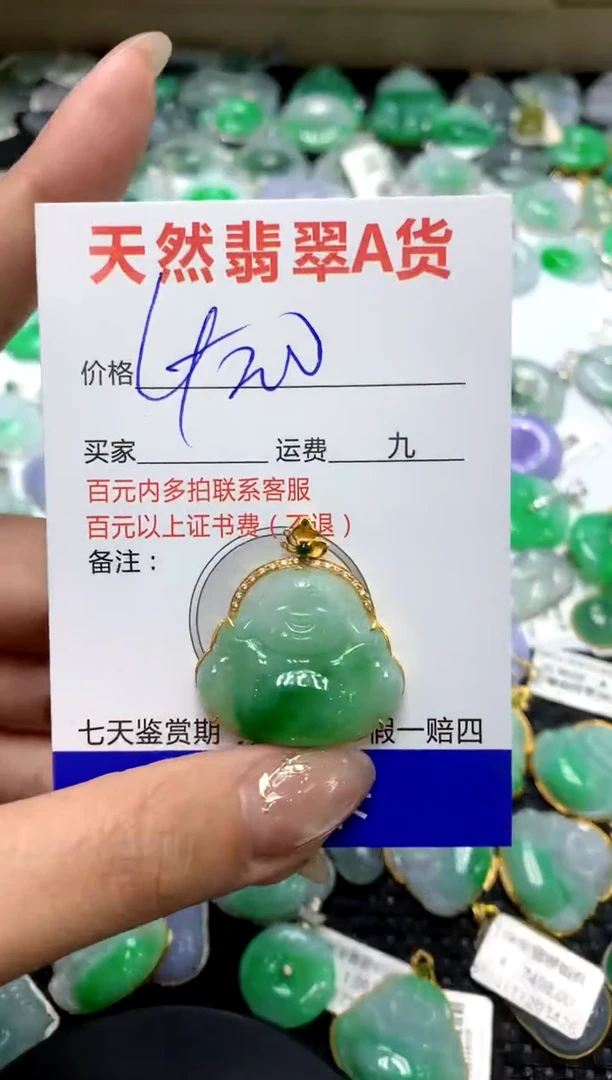 天然翡翠A货
价格 420
买家 运费 九
百元内多拍联系客服
百元以上证书费(不退)
备注：
七天鉴赏期 假一赔四